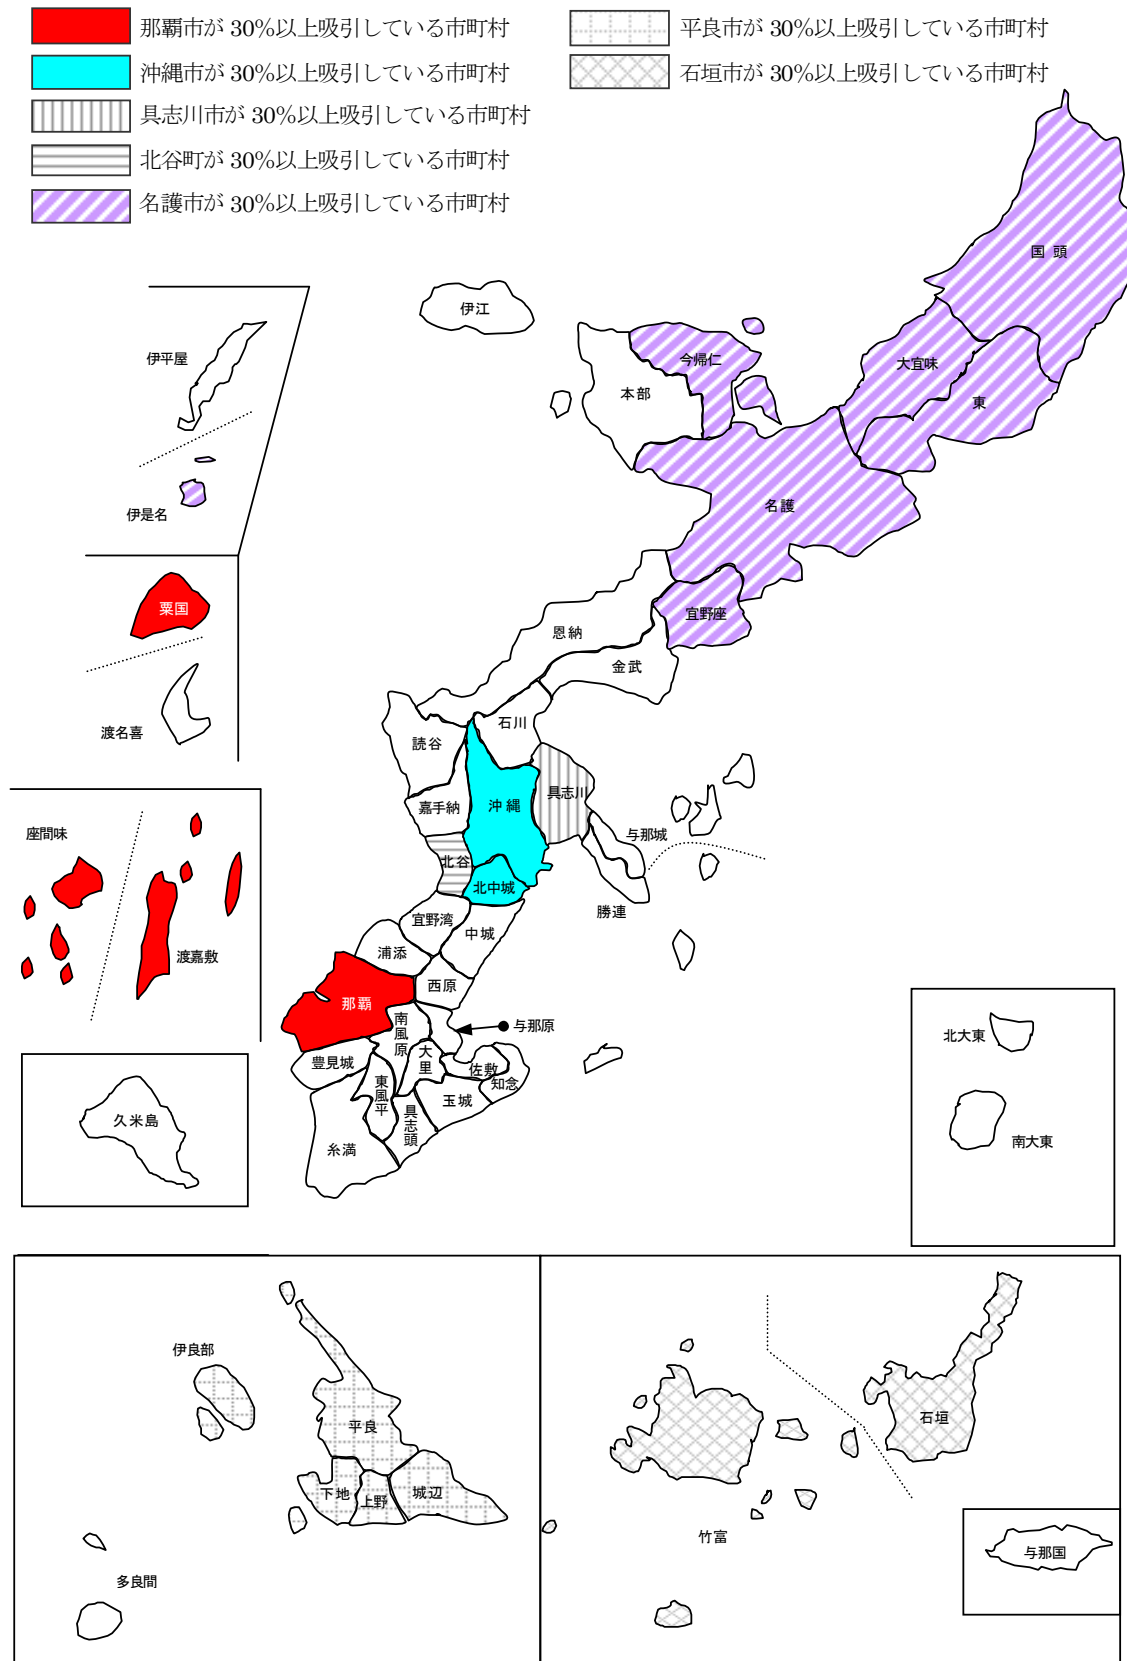 那覇市が 30%以上吸引している市町村
沖縄市が 30%以上吸引している市町村
具志川市が 30%以上吸引している市町村
北谷町が 30%以上吸引している市町村
名護市が 30%以上吸引している市町村
平良市が 30%以上吸引している市町村
石垣市が 30%以上吸引している市町村
国頭
伊江
伊平屋
今帰仁
大宜味
本部
東
名護
伊是名
粟国
宜野座
恩納
金武
渡名喜
石川
読谷
具志川
沖縄
嘉手納
座間味
与那城
北谷
北中城
勝連
宜野湾
中城
浦添
渡嘉敷
西原
那覇
南風原
与那原
北大東
豊見城
大里
佐敷
知念
東風平
玉城
久米島
具志頭
糸満
南大東
伊良部
平良
石垣
下地
上野
城辺
竹富
与那国
多良間